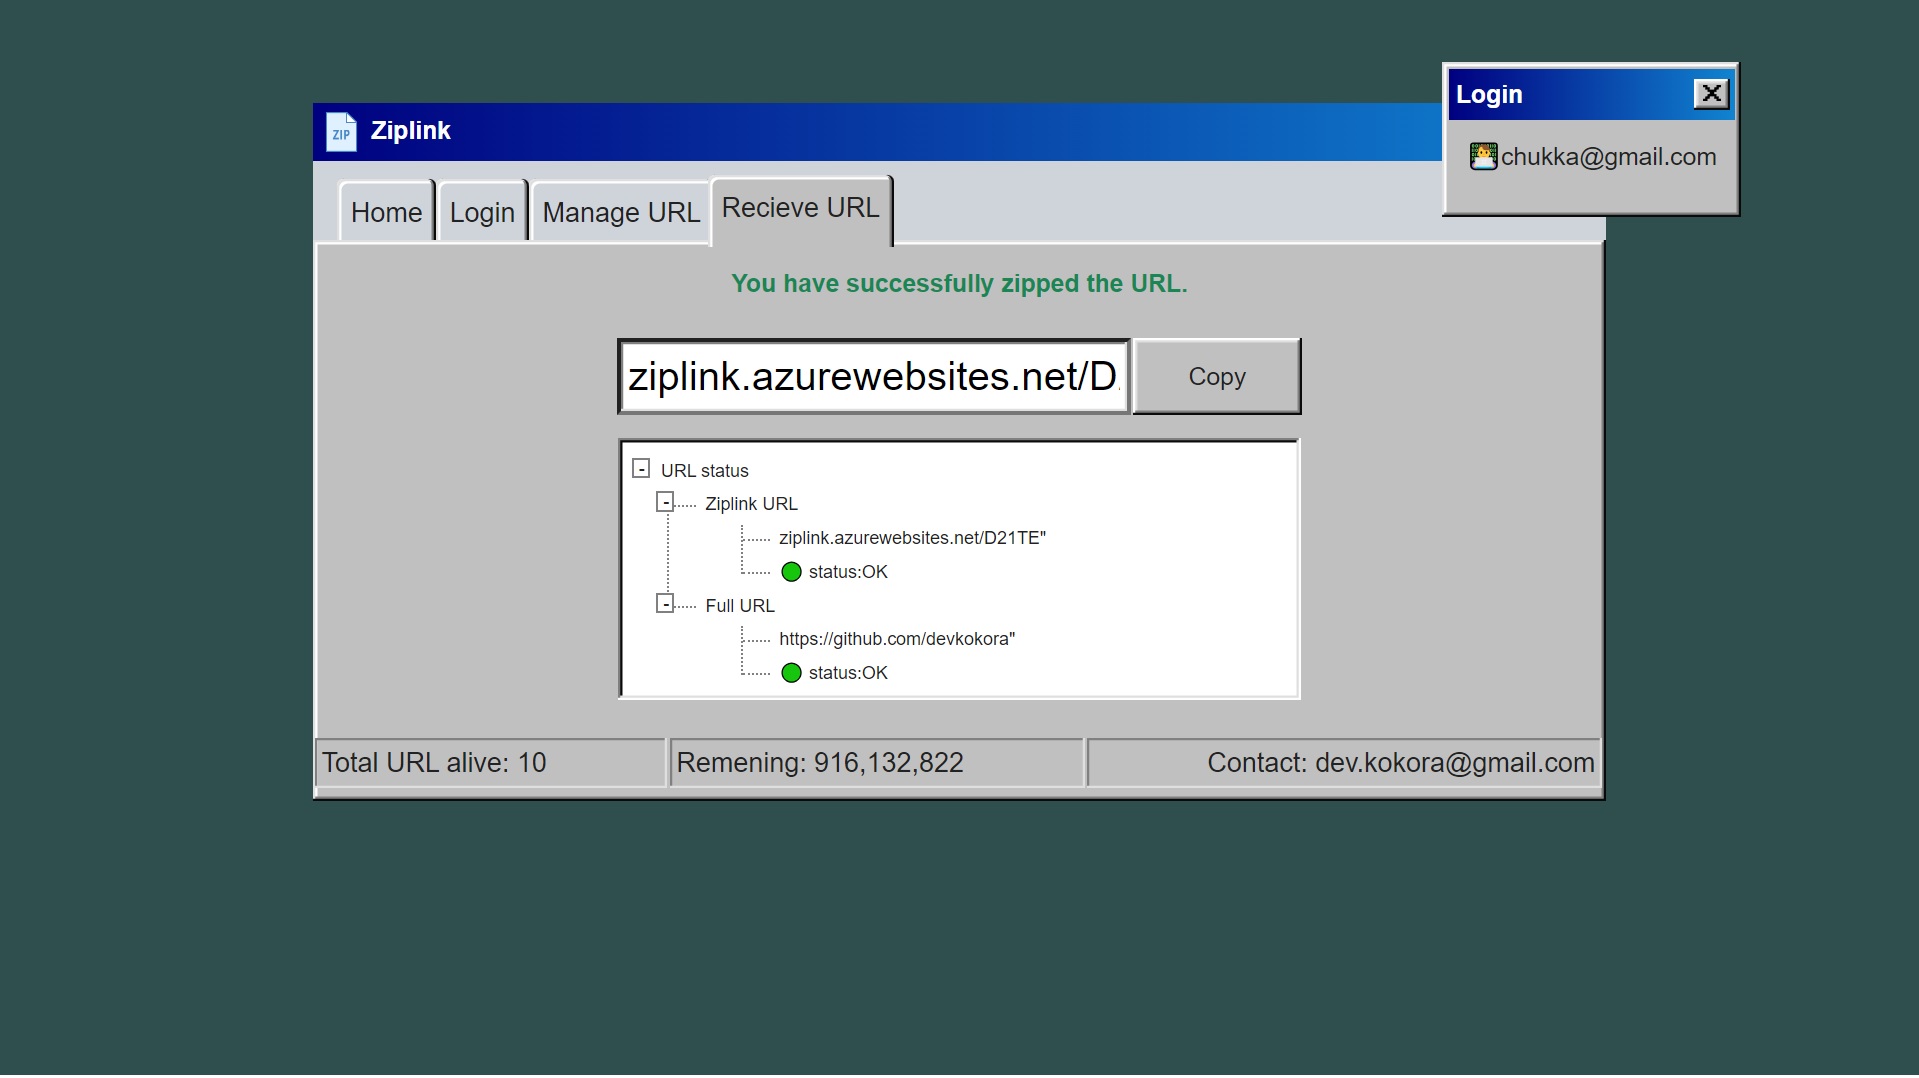 Login
chukka@gmail.com
ZIP
Ziplink
Home
Login
Manage URL
Recieve URL
You have successfully zipped the URL.
ziplink.azurewebsites.net/D
Copy
- URL status
- Ziplink URL
ziplink.azurewebsites.net/D21TE"
status:OK
- Full URL
https://github.com/devkokora"
status:OK
Total URL alive: 10
Remening: 916,132,822
Contact: dev.kokora@gmail.com